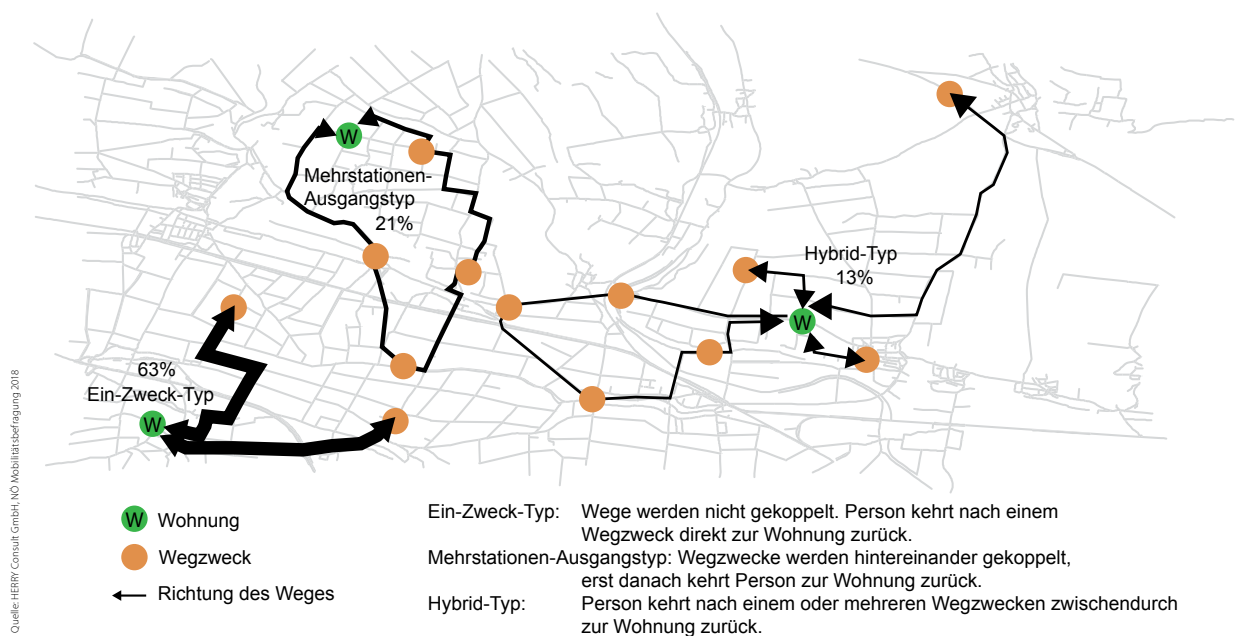 W
Mehrstationen-
Ausgangstyp
21%
Hybrid-Typ
13%
W
63%
Ein-Zweck-Typ
W
W Wohnung
Wegzweck
Richtung des Weges
Ein-Zweck-Typ: Wege werden nicht gekoppelt. Person kehrt nach einem
Wegzweck direkt zur Wohnung zurück.
Mehrstationen-Ausgangstyp: Wegzwecke werden hintereinander gekoppelt,
erst danach kehrt Person zur Wohnung zurück.
Hybrid-Typ: Person kehrt nach einem oder mehreren Wegzwecken zwischendurch
zur Wohnung zurück.
Quelle: HERRY Consult GmbH, NÖ Mobilitätsbefragung 2018